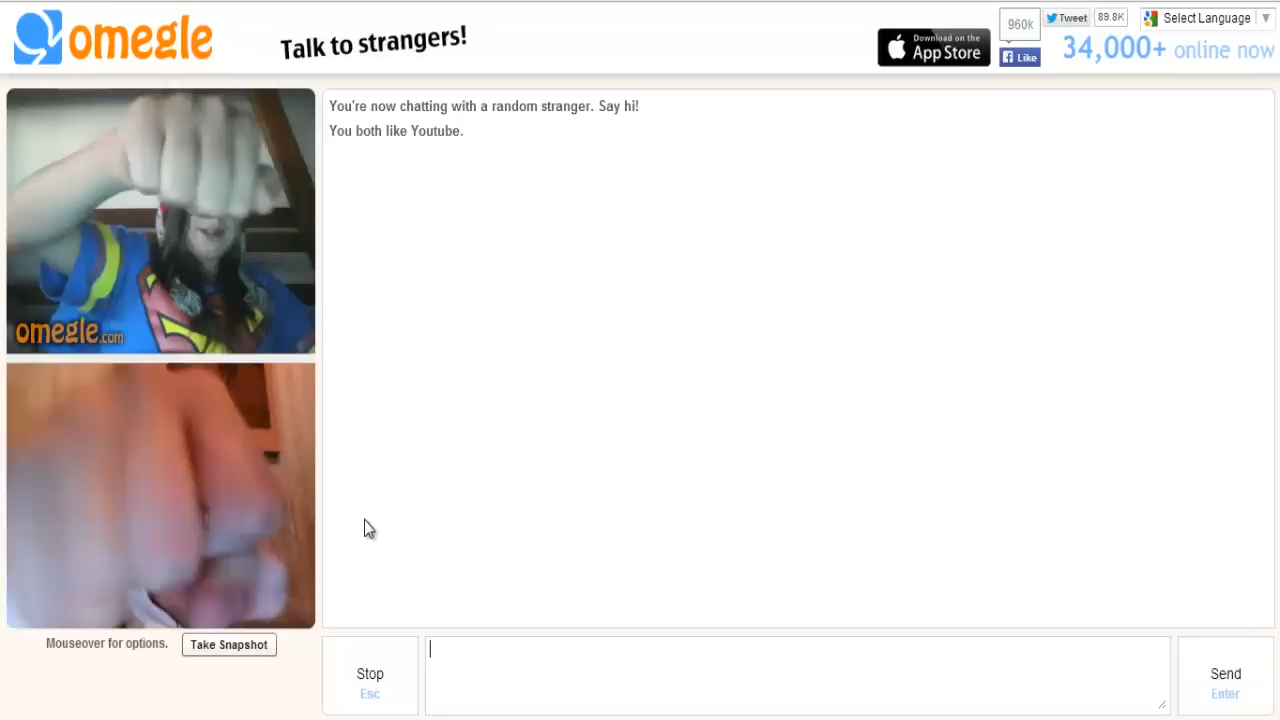 omegle
Talk to strangers!
Download on the
App Store
960k
Like
Tweet
89.8K
Select Language
34,000+ online now
You're now chatting with a random stranger. Say hi!
You both like Youtube.
omegle.com
Mouseover for options.
Take Snapshot
Stop
Esc
Send
Enter